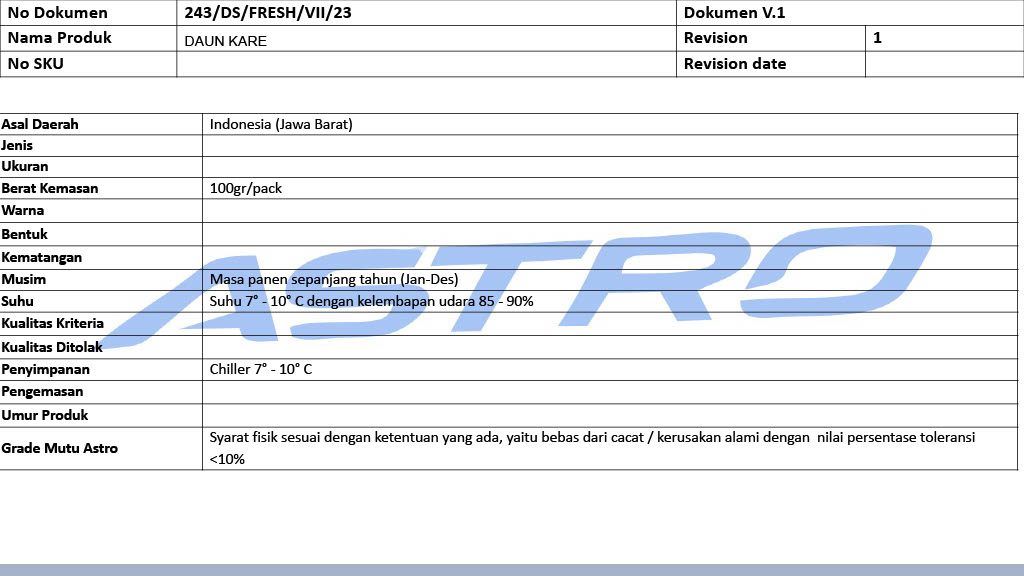 No Dokumen 243/DS/FRESH/VII/23 Dokumen V.1
Nama Produk DAUN KARE Revision 1
No SKU Revision date
Asal Daerah Indonesia (Jawa Barat)
Jenis
Ukuran
Berat Kemasan 100gr/pack
Warna
Bentuk
Kematangan
Musim Masa panen sepanjang tahun (Jan-Des)
Suhu Suhu 7° - 10° C dengan kelembapan udara 85 - 90%
Kualitas Kriteria
Kualitas Ditolak
Penyimpanan Chiller 7° - 10° C
Pengemasan
Umur Produk
Grade Mutu Astro Syarat fisik sesuai dengan ketentuan yang ada, yaitu bebas dari cacat / kerusakan alami dengan  nilai persentase toleransi
<10%
ASTRO